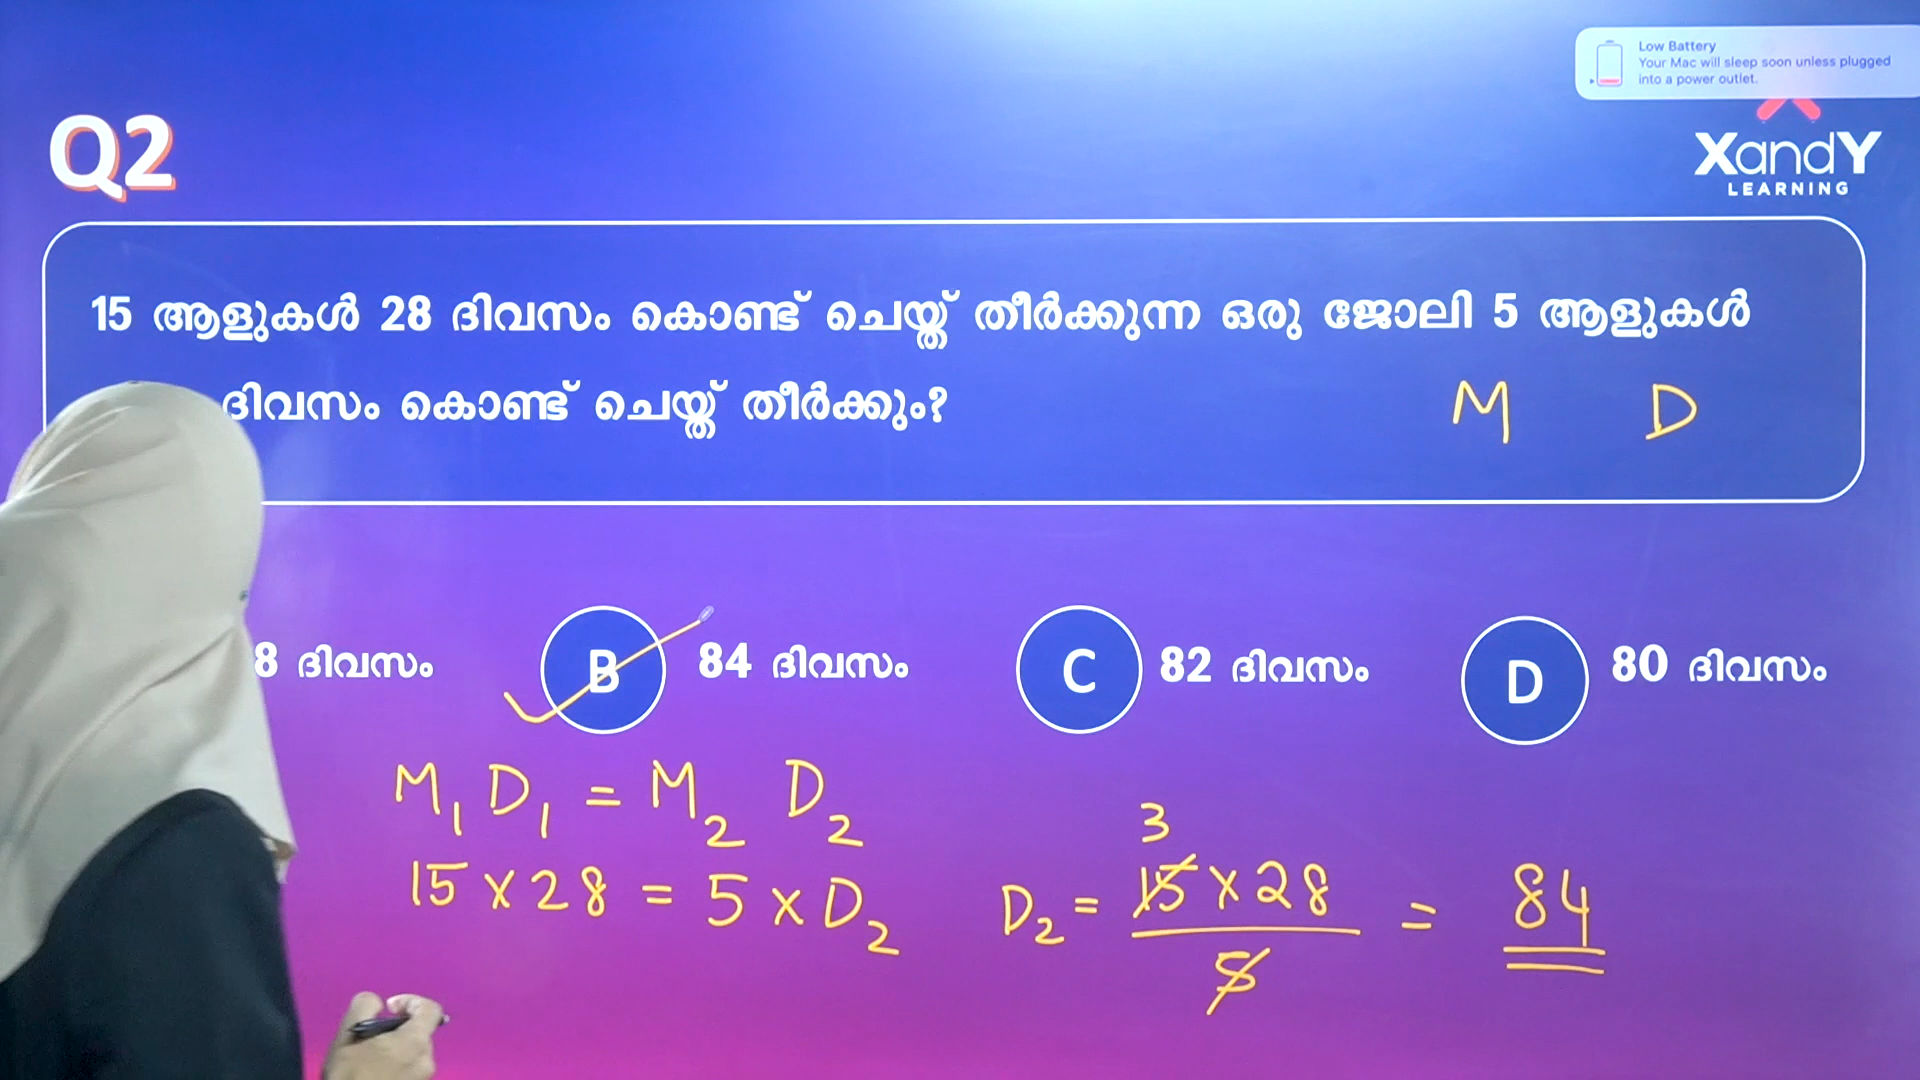 Low Battery
Your Mac will sleep soon unless plugged
into a power outlet.
Q2
XandY
LEARNING
15 ആളുകൾ 28 ദിവസം കൊണ്ട് ചെയ്ത് തീർക്കുന്ന ഒരു ജോലി 5 ആളുകൾ
ദിവസം കൊണ്ട് ചെയ്ത് തീർക്കും?
M D
8 ദിവസം B 84 ദിവസം C 82 ദിവസം D 80 ദിവസം
M₁ D₁ = M₂ D₂
3
15 × 28 = 5 × D₂ D₂ = 15 × 28 = 84
5